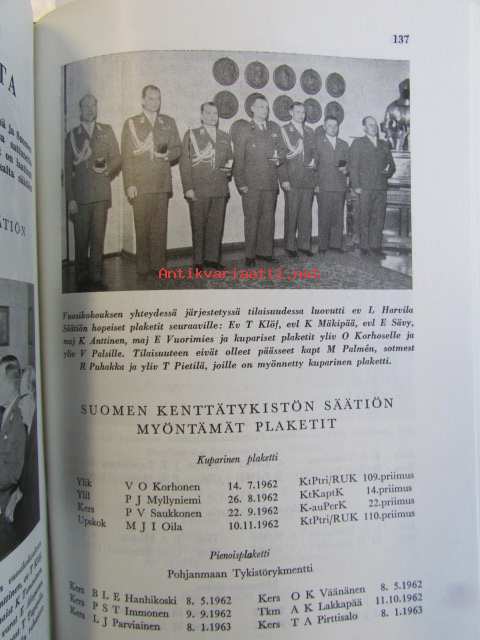 137
Antikvariaatti.net
Vuosikokouksen yhteydessä järjestetyssä tilaisuudessa luovutti ev L Harvila
Säätiön hopeiset plaketit seuraaville: Ev T Klöj, evl K Mäkipää, evl E Sävy,
maj K Anttinen, maj E Vuorimies ja kupariset plaketit yliv O Korhoselle ja
yliv V Palsille. Tilaisuuteen eivät olleet päässeet kapt M Palmén, sotmest
R Puhakka ja yliv T Pietilä, joille on myönnetty kuparinen plaketti.
SUOMEN KENTTÄTYKISTÖN SÄÄTIÖN
MYÖNTÄMÄT PLAKETIT
Kuparinen plaketti
Ylik V O Korhonen 14. 7.1962 KtPtri/RUK 109.priimus
Ylil P J Myllyniemi 26. 8.1962 KtKaptK 14.priimus
Kers P V Saukkonen 22. 9.1962 K-auPerK 22.priimus
Upskok M J I Oila 10.11.1962 KtPtri/RUK 110.priimus
Pienoisplaketti
Pohjanmaan Tykistörykmentti
Kers B L E Hanhikoski 8. 5.1962 Kers O K Väänänen 8. 5.1962
Kers P S T Immonen 9. 9.1962 Tkm A K Lakkapää 11.10.1962
Kers L J Parviainen 8. 1.1963 Kers T A Pirttisalo 8. 1.1963